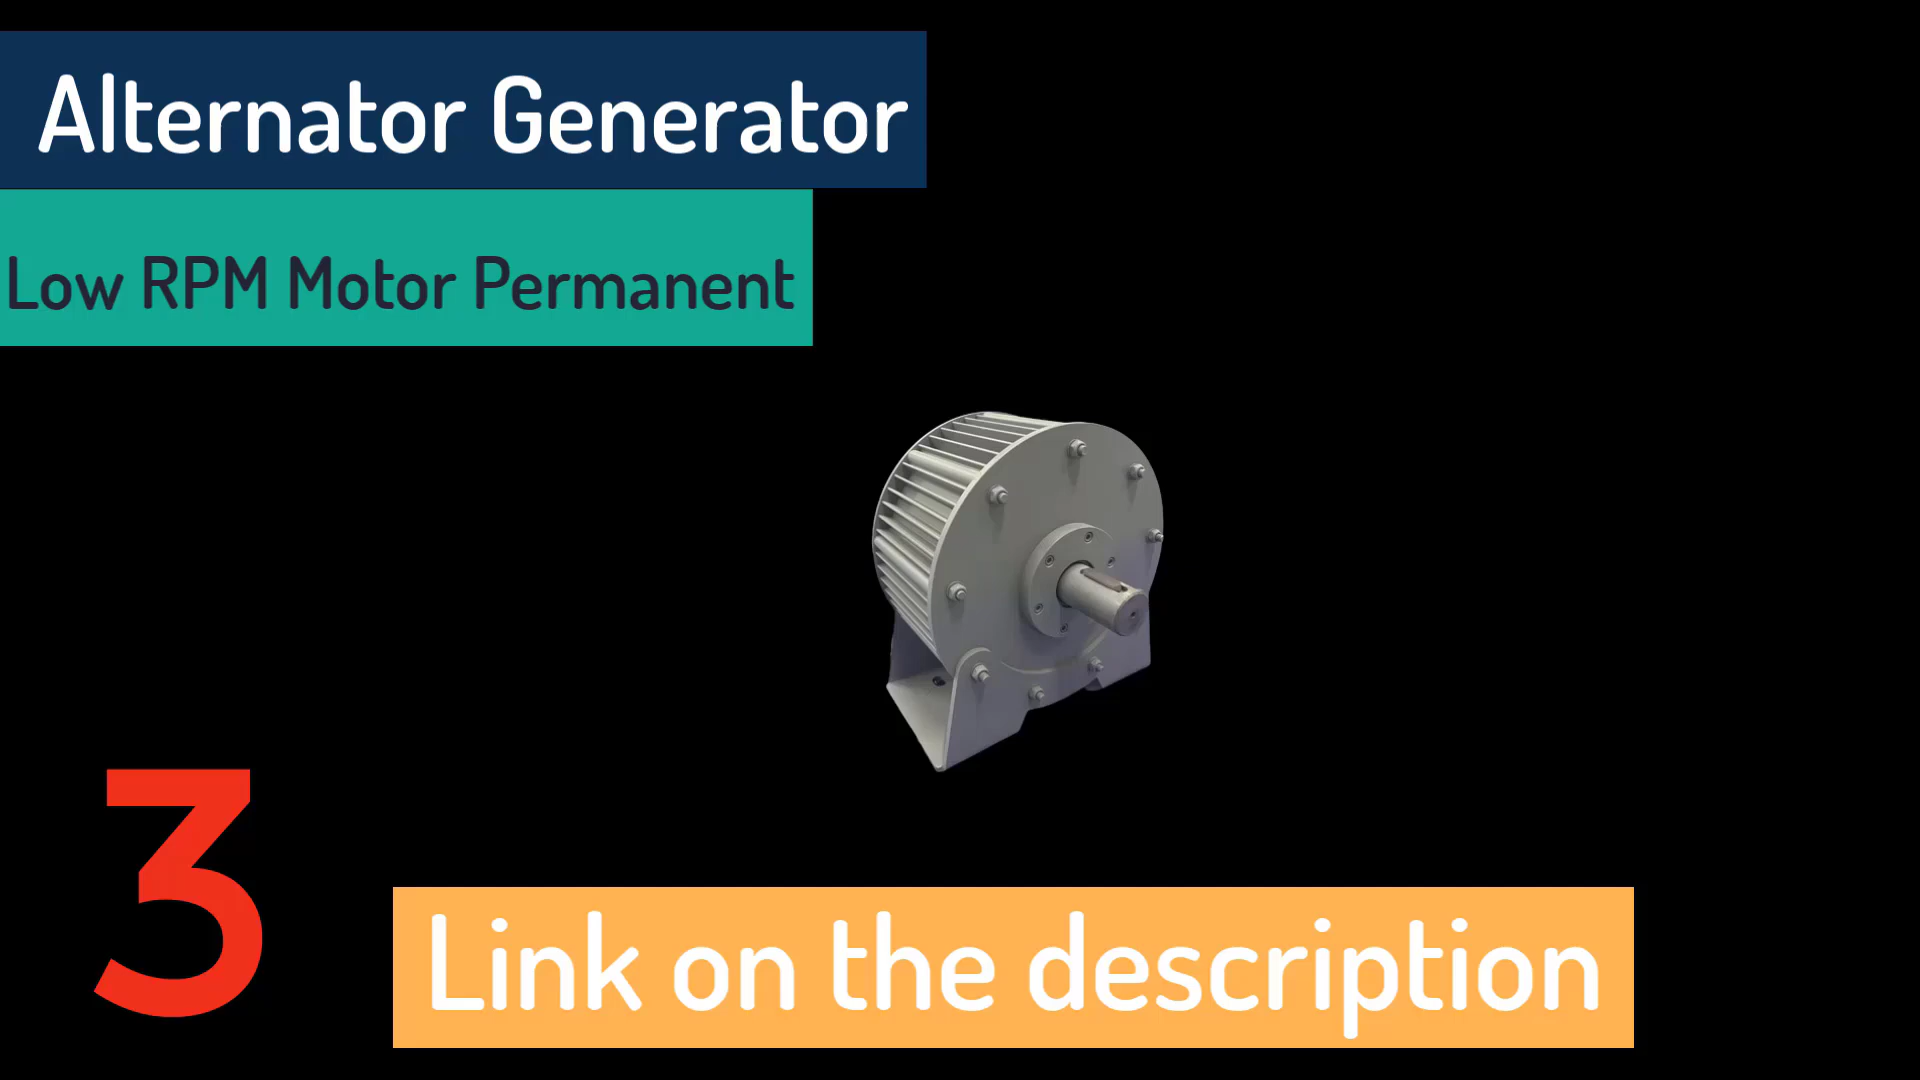 Alternator Generator
Low RPM Motor Permanent
3
Link on the description